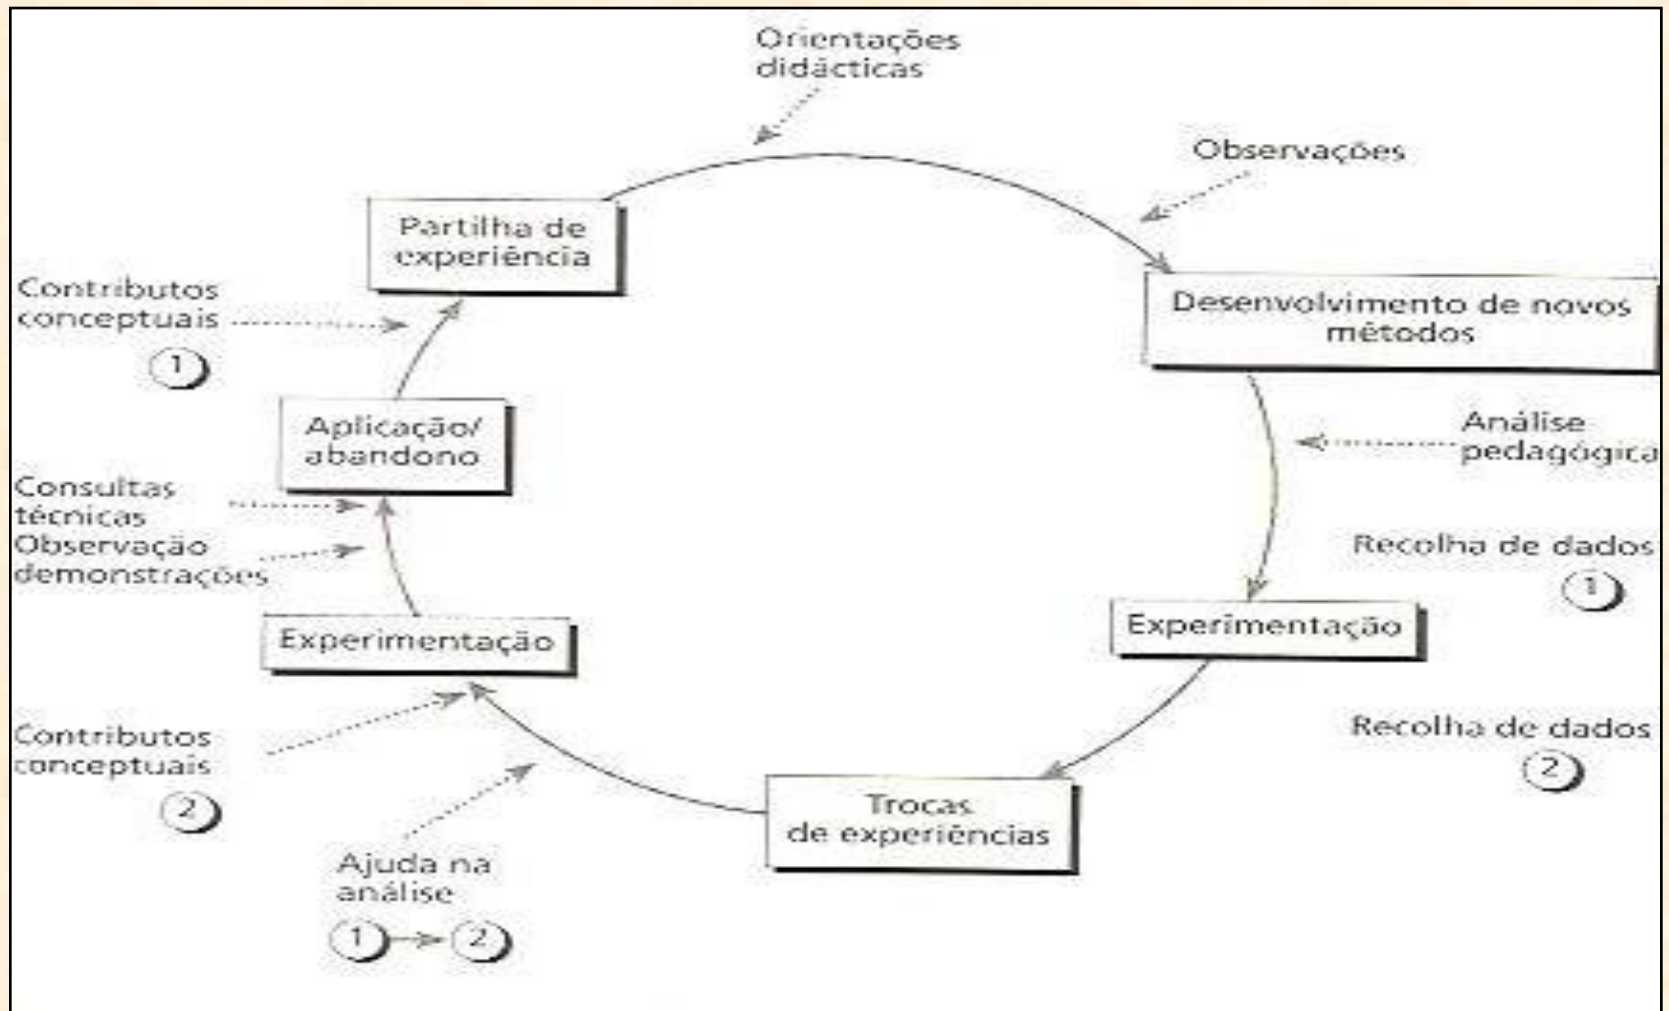 Orientações
didácticas
Observações
Partilha de
experiência
Desenvolvimento de novos
métodos
Contributos
conceptuais
1
Aplicação/
abandono
Análise
pedagógica
Consultas
técnicas
Observação
demonstrações
Recolha de dados
1
Experimentação
Experimentação
Contributos
conceptuais
2
Recolha de dados
2
Trocas
de experiências
Ajuda na
análise
1 → 2